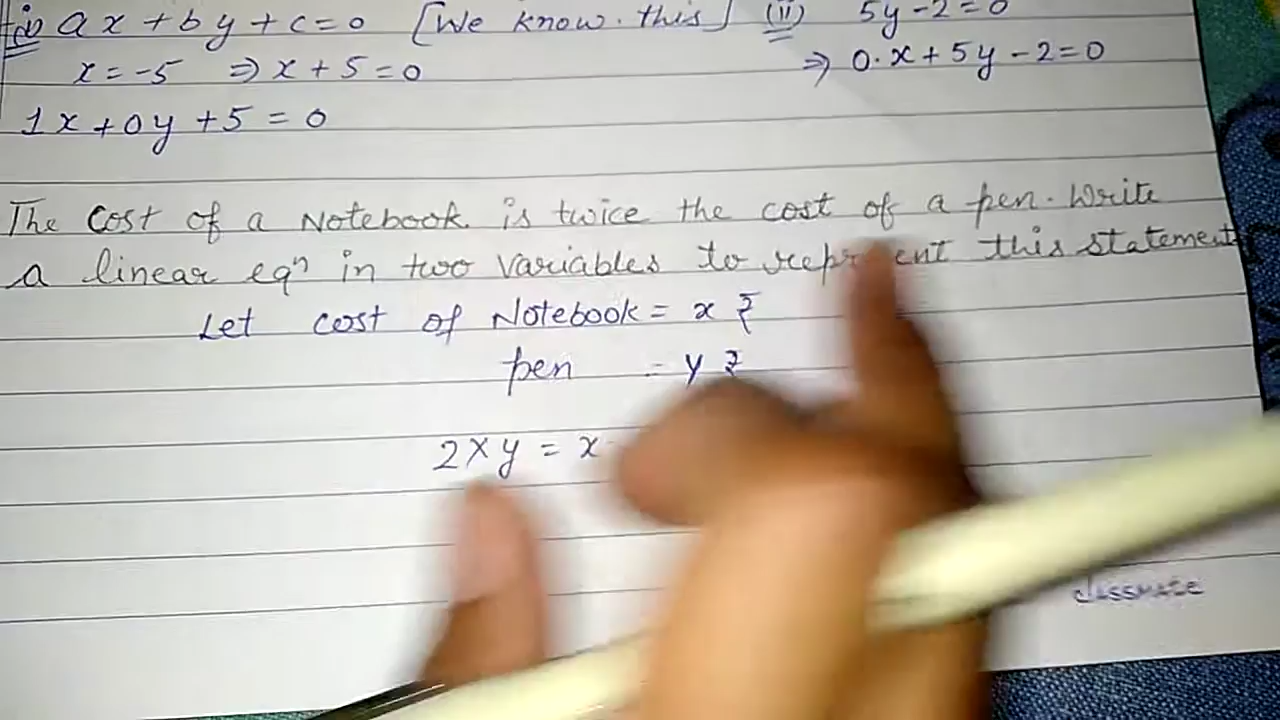 (i) ax + by + c = 0 [We know this] (ii) 5y - 2 = 0
x = -5 ⇒ x + 5 = 0 ⇒ 0·x + 5y - 2 = 0
1x + 0y + 5 = 0
The cost of a Notebook is twice the cost of a pen. Write
a linear eqⁿ in two variables to represent this statement
Let cost of Notebook = x ₹
pen = y ₹
2 × y = x
classmate